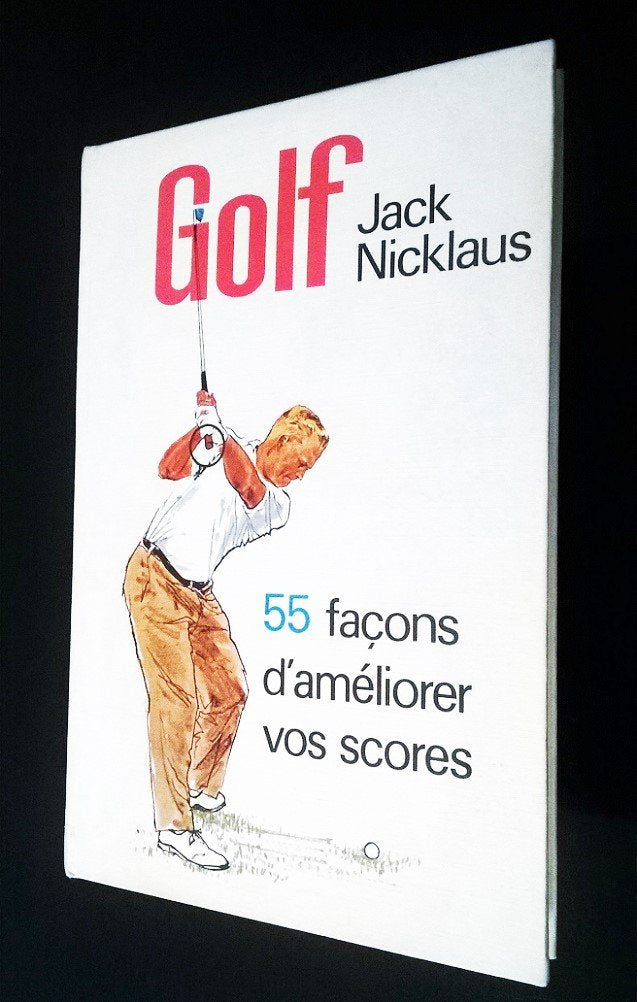 Golf
Jack
Nicklaus
55 façons
d'améliorer
vos scores